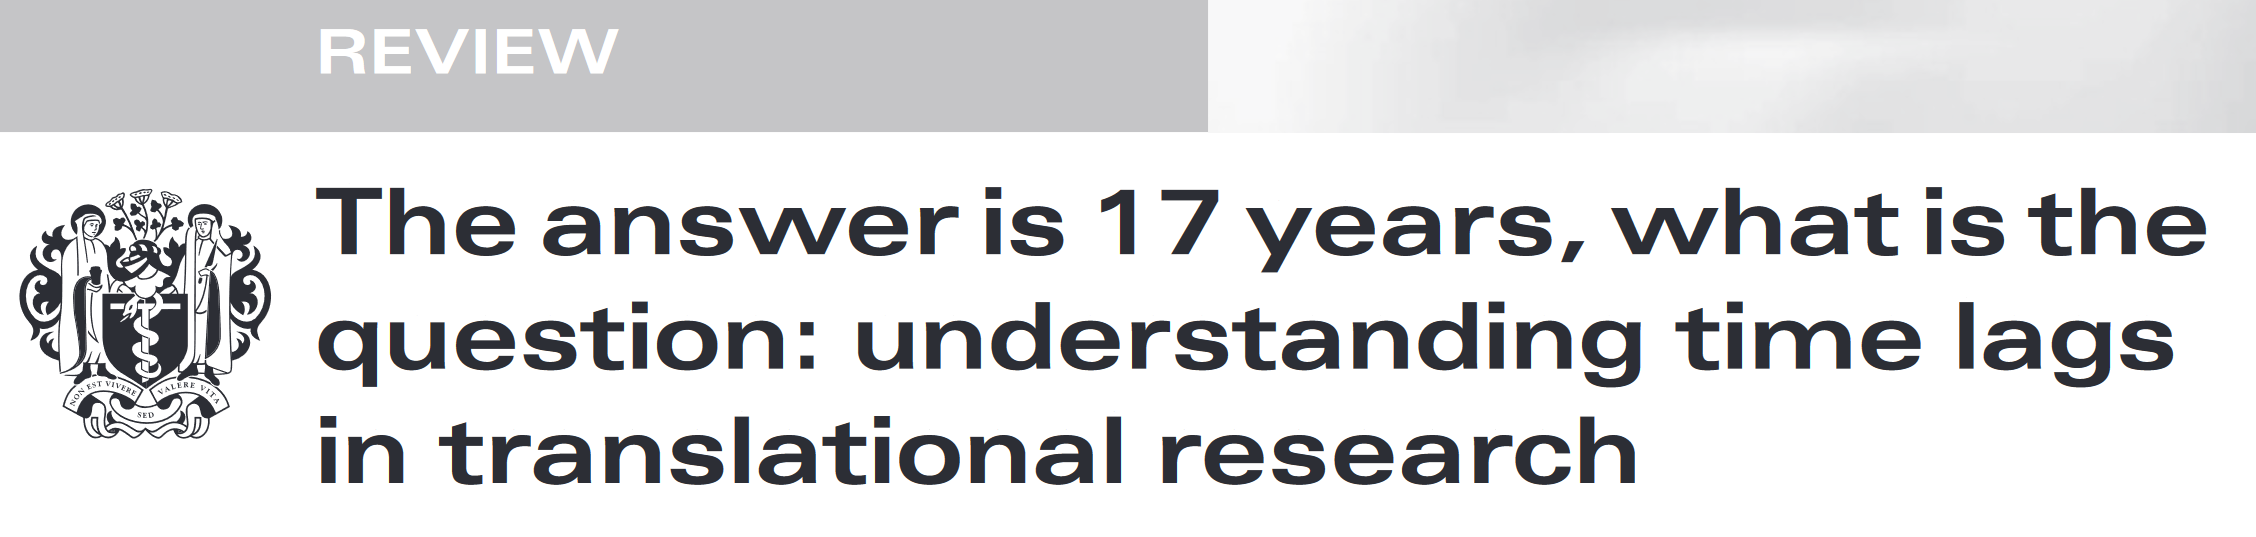 REVIEW
The answer is 17 years, what is the
question: understanding time lags
in translational research
NON EST VIVERE
SED
VALERE VITA